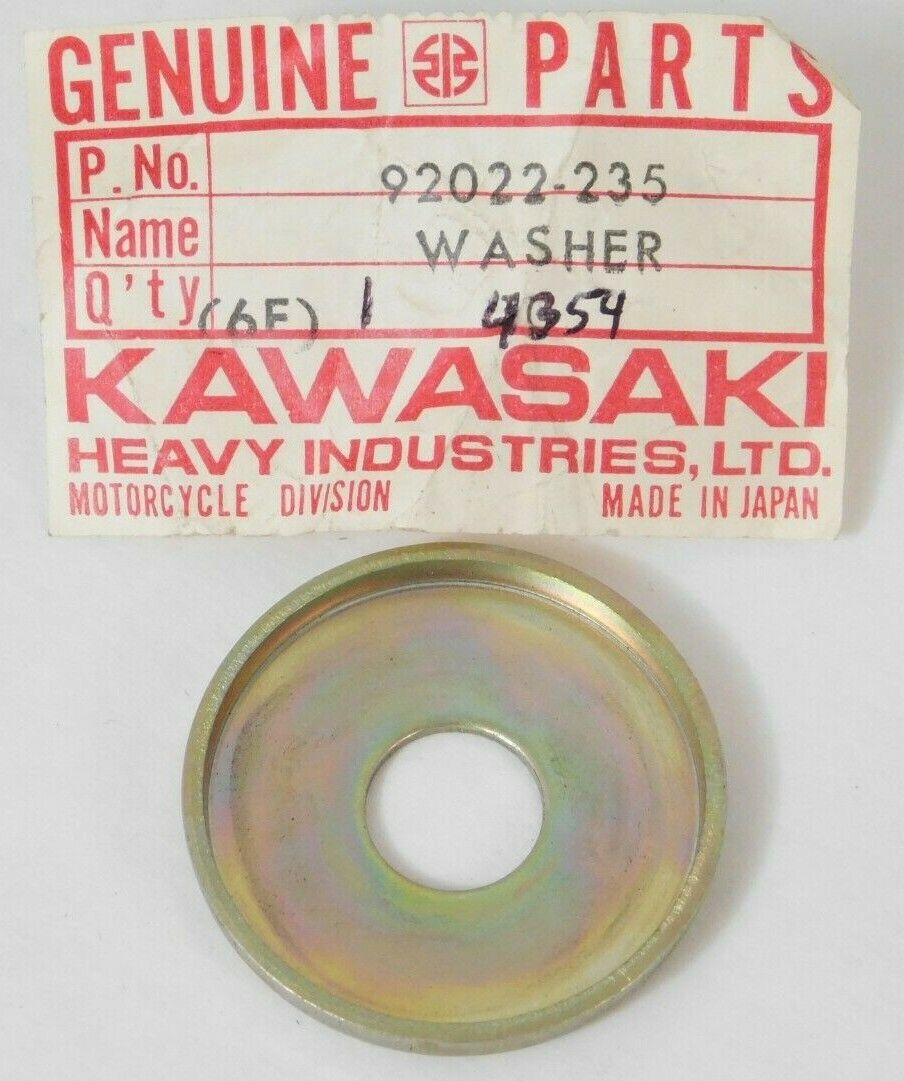 GENUINE PARTS
P. No. 92022-235
Name WASHER
Q'ty (6F) 1 4354
KAWASAKI
HEAVY INDUSTRIES, LTD.
MOTORCYCLE DIVISION MADE IN JAPAN